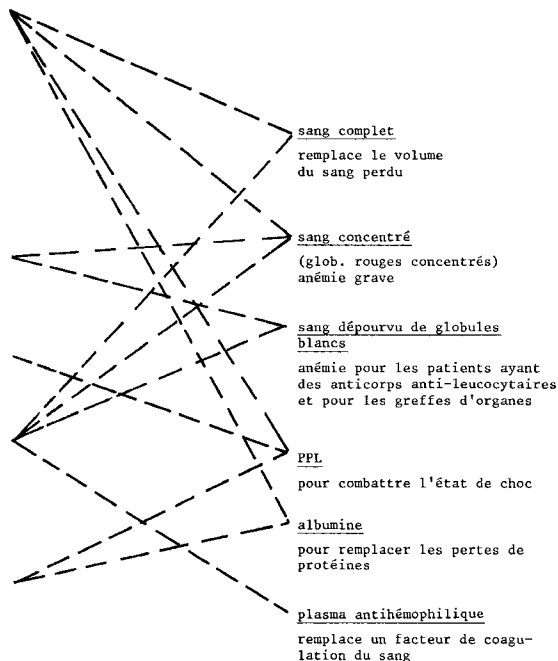 sang complet
remplace le volume
du sang perdu
sang concentré
(glob. rouges concentrés)
anémie grave
sang dépourvu de globules
blancs
anémie pour les patients ayant
des anticorps anti-leucocytaires
et pour les greffes d'organes
PPL
pour combattre l'état de choc
albumine
pour remplacer les pertes de
protéines
plasma antihémophilique
remplace un facteur de coagu-
lation du sang